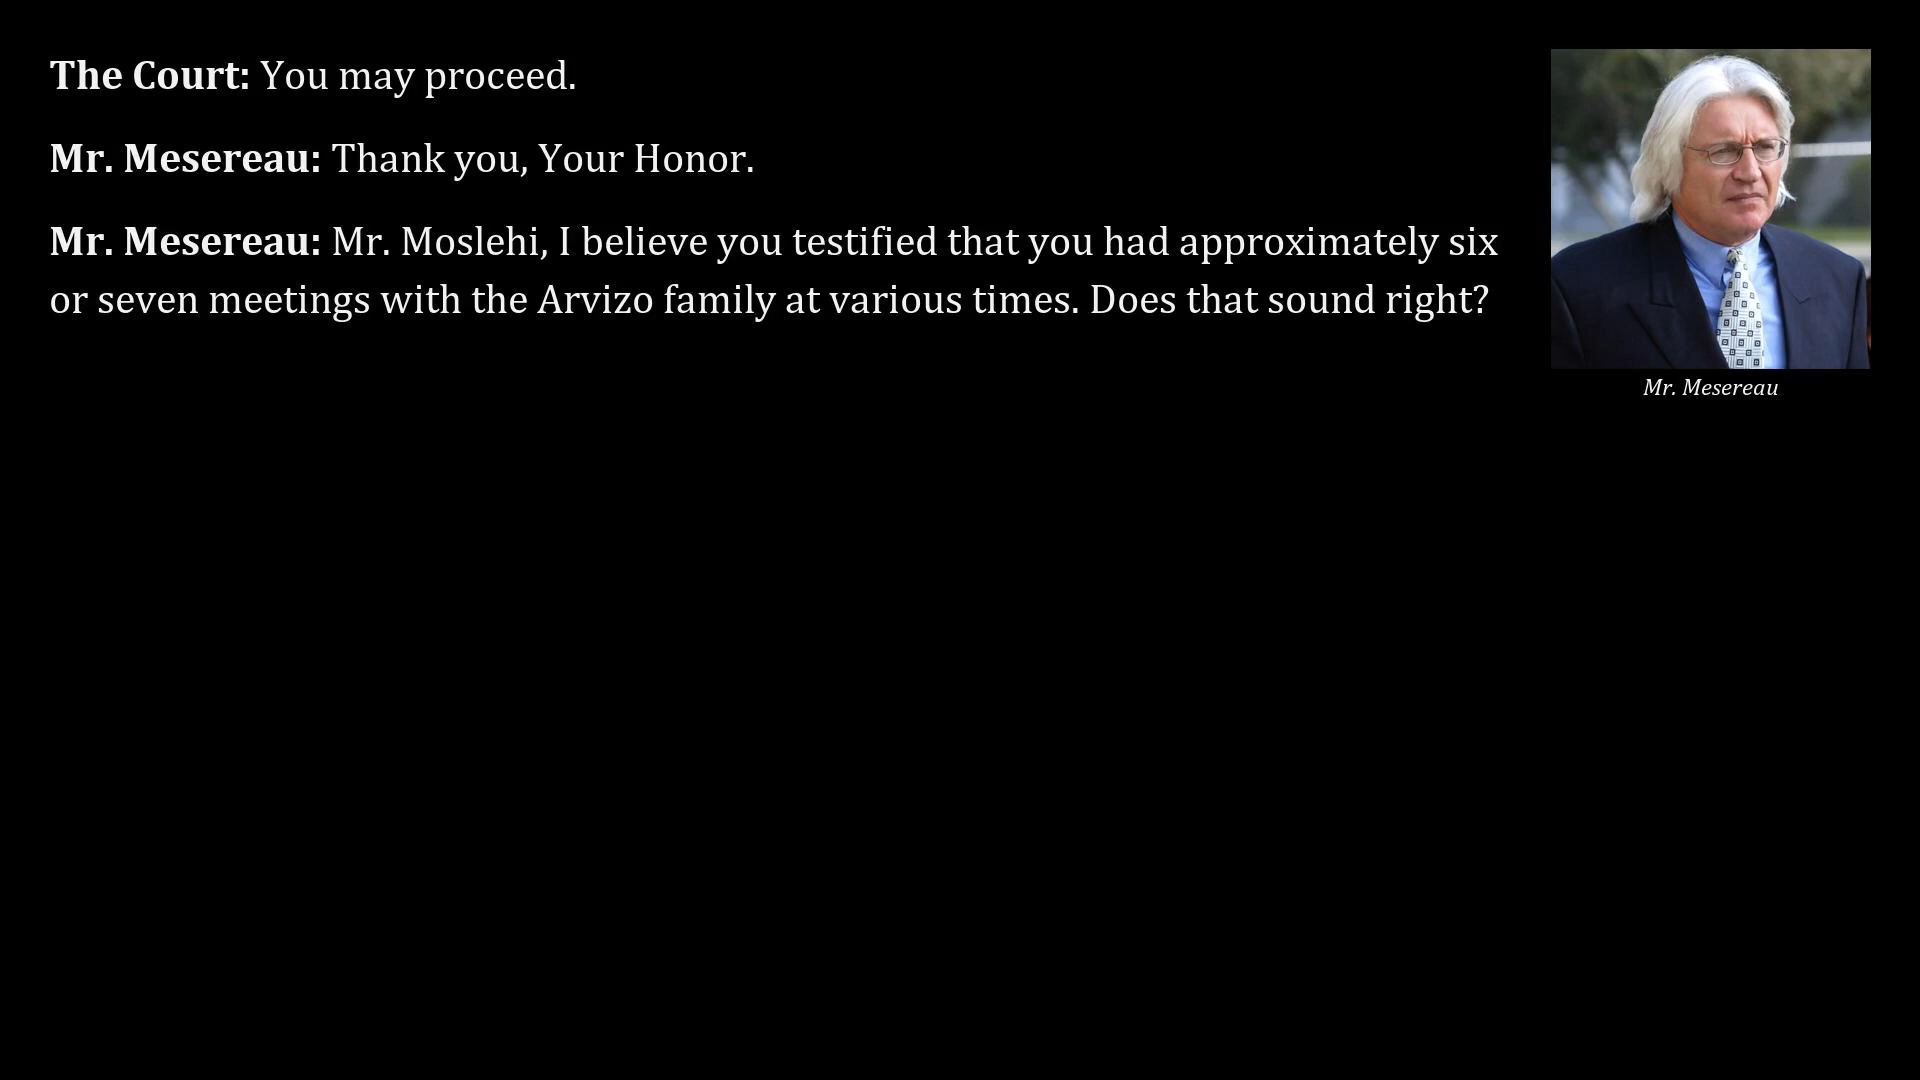 The Court: You may proceed.
Mr. Mesereau: Thank you, Your Honor.
Mr. Mesereau: Mr. Moslehi, I believe you testified that you had approximately six
or seven meetings with the Arvizo family at various times. Does that sound right?
Mr. Mesereau